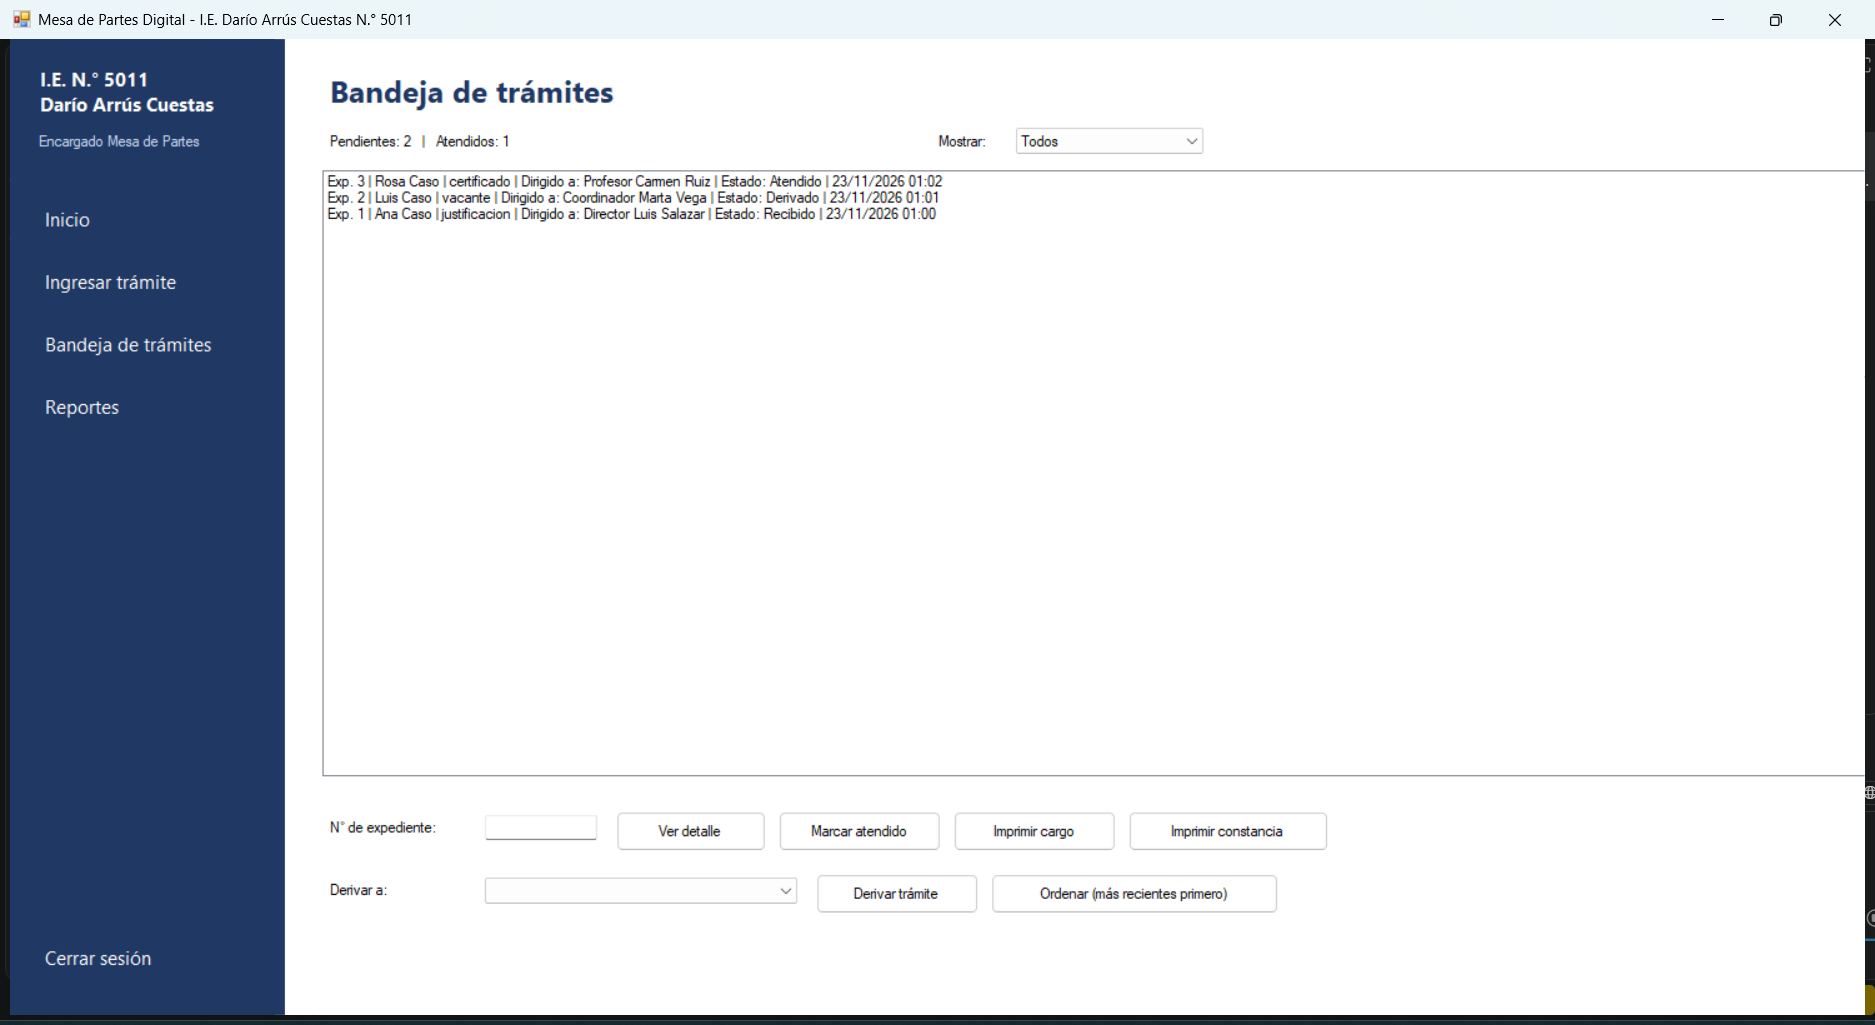 Mesa de Partes Digital - I.E. Darío Arrús Cuestas N.° 5011
I.E. N.° 5011
Darío Arrús Cuestas
Encargado Mesa de Partes
Inicio
Ingresar trámite
Bandeja de trámites
Reportes
Cerrar sesión
Bandeja de trámites
Pendientes: 2 | Atendidos: 1
Mostrar: Todos
Exp. 3 | Rosa Caso | certificado | Dirigido a: Profesor Carmen Ruiz | Estado: Atendido | 23/11/2026 01:02
Exp. 2 | Luis Caso | vacante | Dirigido a: Coordinador Marta Vega | Estado: Derivado | 23/11/2026 01:01
Exp. 1 | Ana Caso | justificacion | Dirigido a: Director Luis Salazar | Estado: Recibido | 23/11/2026 01:00
N° de expediente: Ver detalle Marcar atendido Imprimir cargo Imprimir constancia
Derivar a: Derivar trámite Ordenar (más recientes primero)